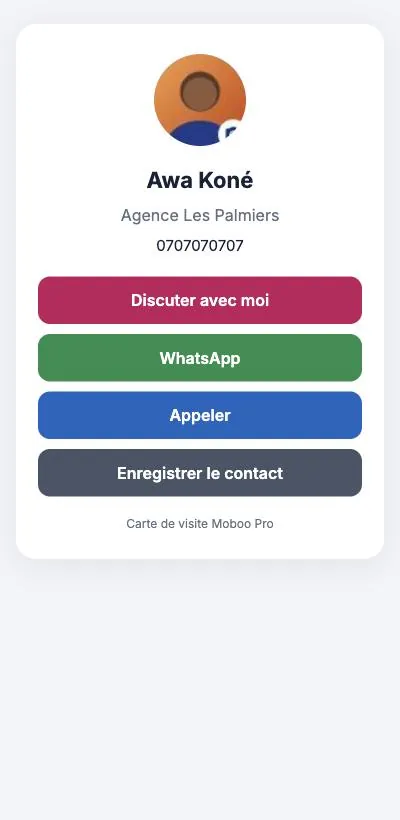 Awa Koné
Agence Les Palmiers
0707070707
Discuter avec moi
WhatsApp
Appeler
Enregistrer le contact
Carte de visite Moboo Pro